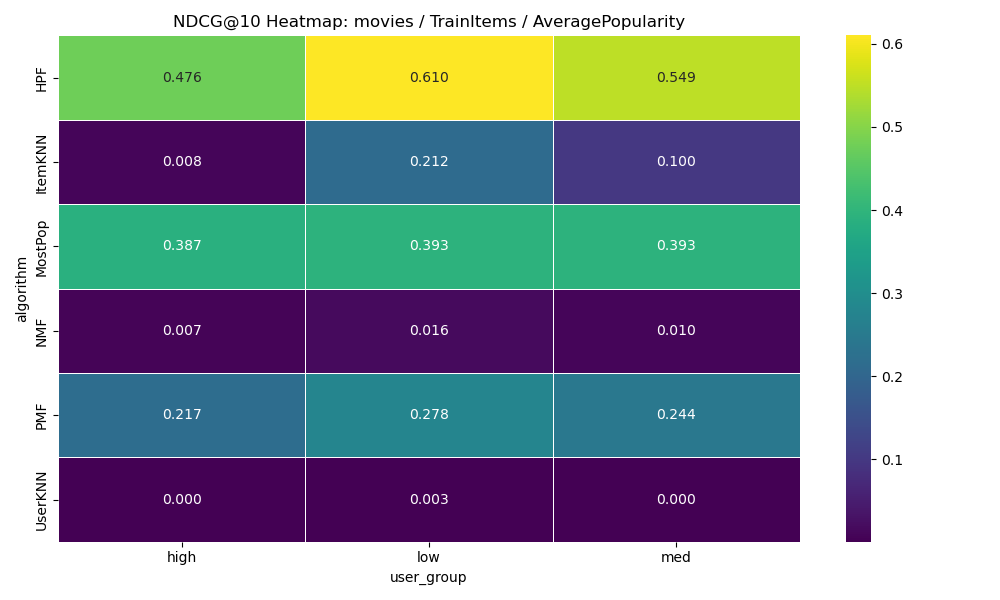 NDCG@10 Heatmap: movies / TrainItems / AveragePopularity
algorithm
HPF
0.476 0.610 0.549
ItemKNN
0.008 0.212 0.100
MostPop
0.387 0.393 0.393
NMF
0.007 0.016 0.010
PMF
0.217 0.278 0.244
UserKNN
0.000 0.003 0.000
high low med
user_group
0.6
0.5
0.4
0.3
0.2
0.1